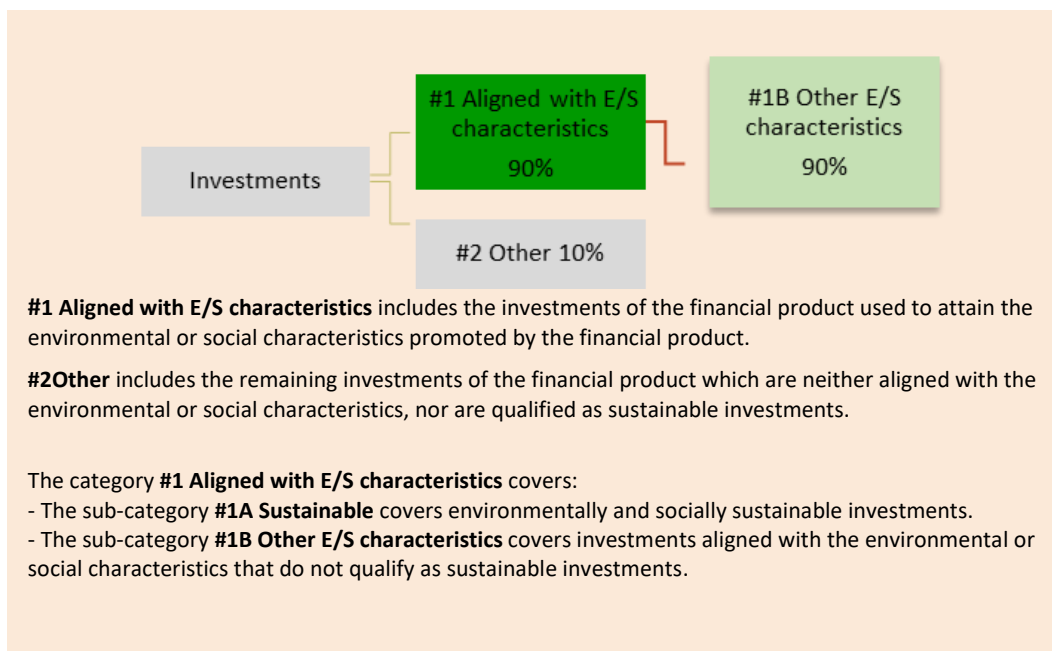 #1 Aligned with E/S
characteristics
90%
#1B Other E/S
characteristics
90%
Investments
#2 Other 10%
#1 Aligned with E/S characteristics includes the investments of the financial product used to attain the
environmental or social characteristics promoted by the financial product.
#2Other includes the remaining investments of the financial product which are neither aligned with the
environmental or social characteristics, nor are qualified as sustainable investments.
The category #1 Aligned with E/S characteristics covers:
- The sub-category #1A Sustainable covers environmentally and socially sustainable investments.
- The sub-category #1B Other E/S characteristics covers investments aligned with the environmental or
social characteristics that do not qualify as sustainable investments.